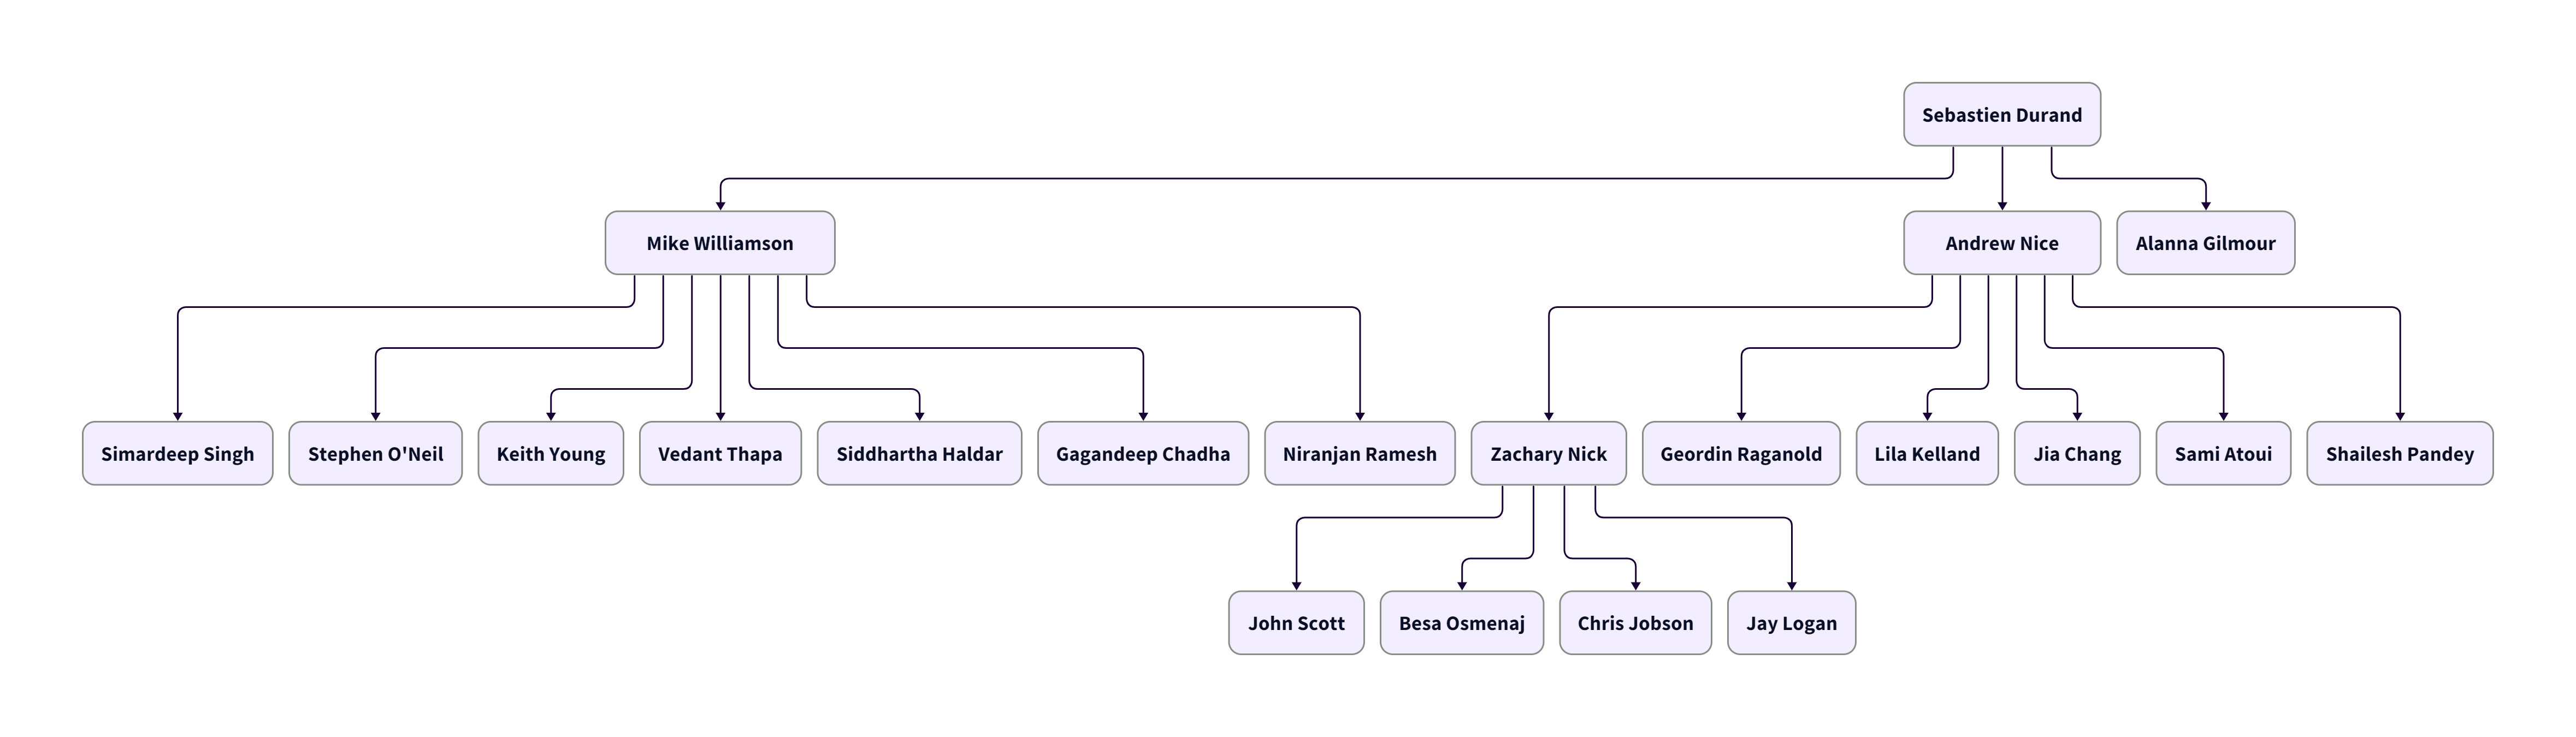 Sebastien Durand
Mike Williamson
Andrew Nice
Alanna Gilmour
Simardeep Singh
Stephen O'Neil
Keith Young
Vedant Thapa
Siddhartha Haldar
Gagandeep Chadha
Niranjan Ramesh
Zachary Nick
Geordin Raganold
Lila Kelland
Jia Chang
Sami Atoui
Shailesh Pandey
John Scott
Besa Osmenaj
Chris Jobson
Jay Logan